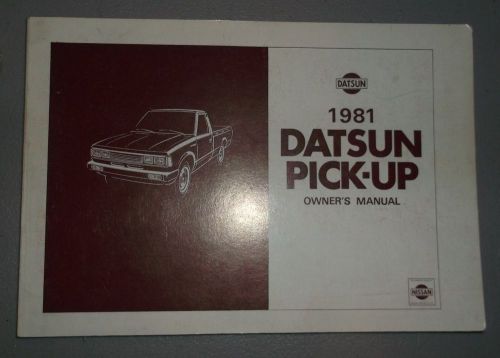 DATSUN
1981
DATSUN
PICK-UP
OWNER'S MANUAL
NISSAN